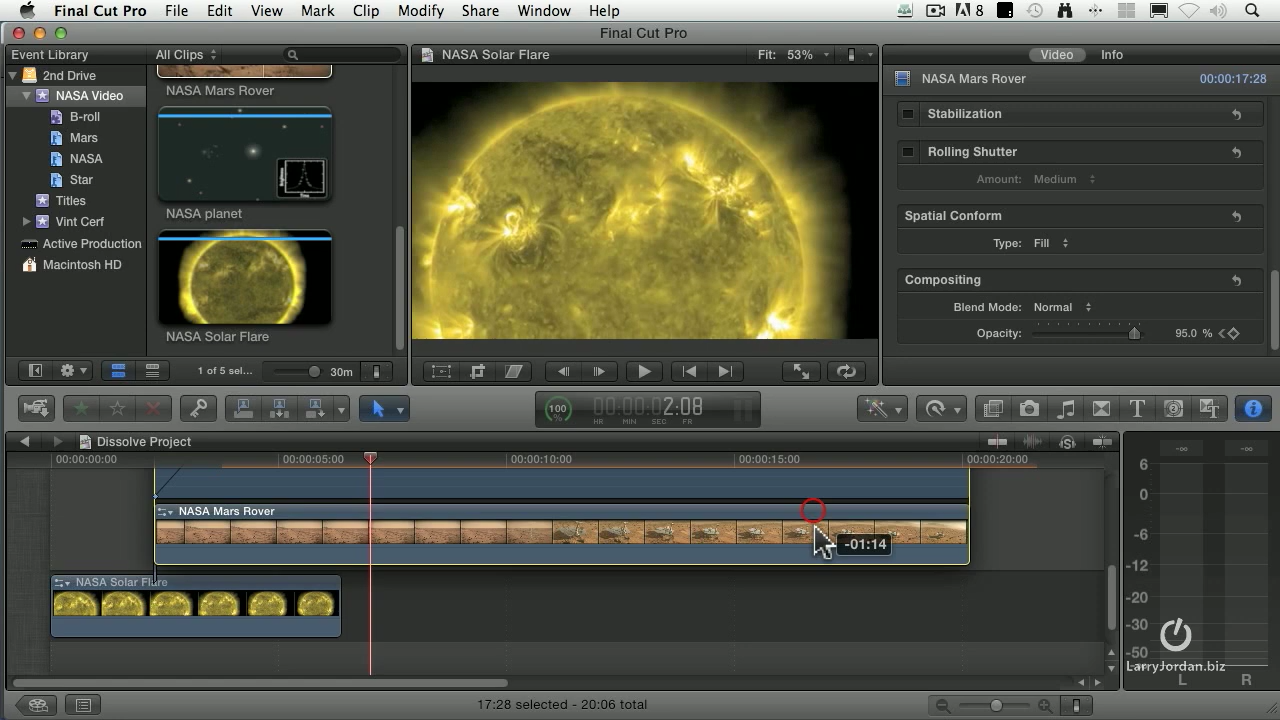 Final Cut Pro File Edit View Mark Clip Modify Share Window Help 8
Final Cut Pro
Event Library
All Clips
NASA Solar Flare
Fit: 53%
Video
Info
2nd Drive
NASA Video
B-roll
Mars
NASA
Star
Titles
Vint Cerf
Active Production
Macintosh HD
NASA Mars Rover
NASA planet
NASA Solar Flare
NASA Mars Rover
00:00:17:28
Stabilization
Rolling Shutter
Amount: Medium
Spatial Conform
Type: Fill
Compositing
Blend Mode: Normal
Opacity: 95.0 %
1 of 5 sel...
30m
100
%
00:00:02:08
HR MIN SEC FR
Dissolve Project
00:00:00:00
00:00:05:00
00:00:10:00
00:00:15:00
00:00:20:00
NASA Mars Rover
-01:14
NASA Solar Flare
-∞ -∞
6
0
-6
-12
-20
-30
-50
LarryJordan.biz
L R
17:28 selected - 20:06 total